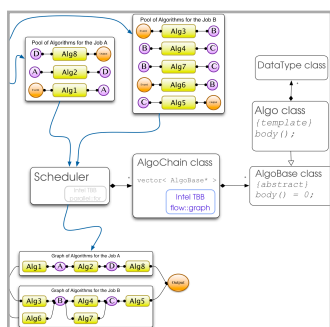 Pool of Algorithms for the Job A
D Alg8
A Alg2 D
Alg1 A
Pool of Algorithms for the Job B
Alg3 B
Alg4 C
B Alg7 C
Alg6 B
C Alg5
DataType class
Algo class
{template}
body();
Scheduler
Intel TBB
parallel_for
AlgoChain class
vector< AlgoBase* >
Intel TBB
flow::graph
AlgoBase class
{abstract}
body() = 0;
Graph of Algorithms for the Job A
Alg1 A Alg2 D Alg8
Output
Graph of Algorithms for the Job B
Alg3 B Alg4 C Alg5
Alg6 Alg7